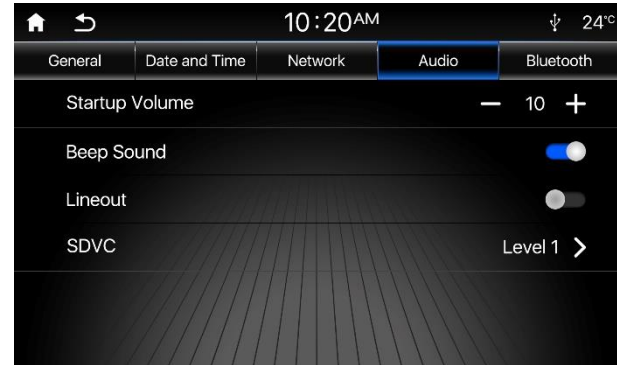 10:20AM 24°C
General Date and Time Network Audio Bluetooth
Startup Volume — 10 +
Beep Sound
Lineout
SDVC Level 1 >